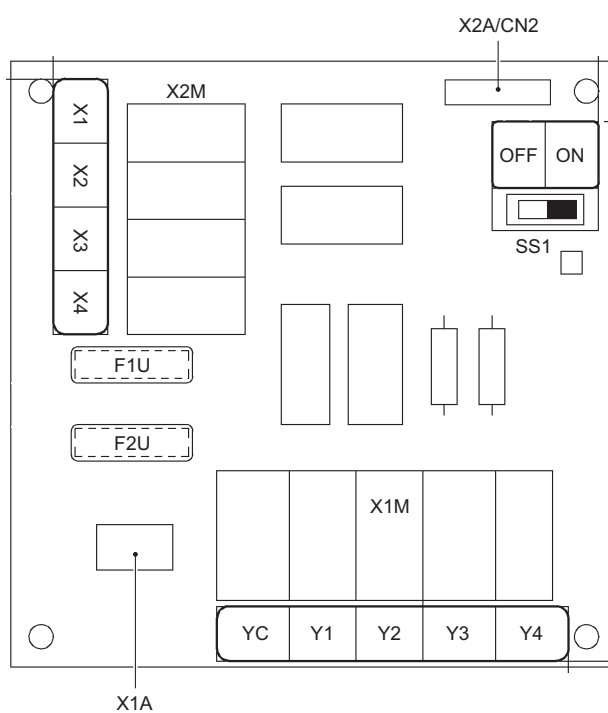 X2A/CN2
X2M
X1
X2
X3
X4
OFF ON
SS1
F1U
F2U
X1M
YC Y1 Y2 Y3 Y4
X1A